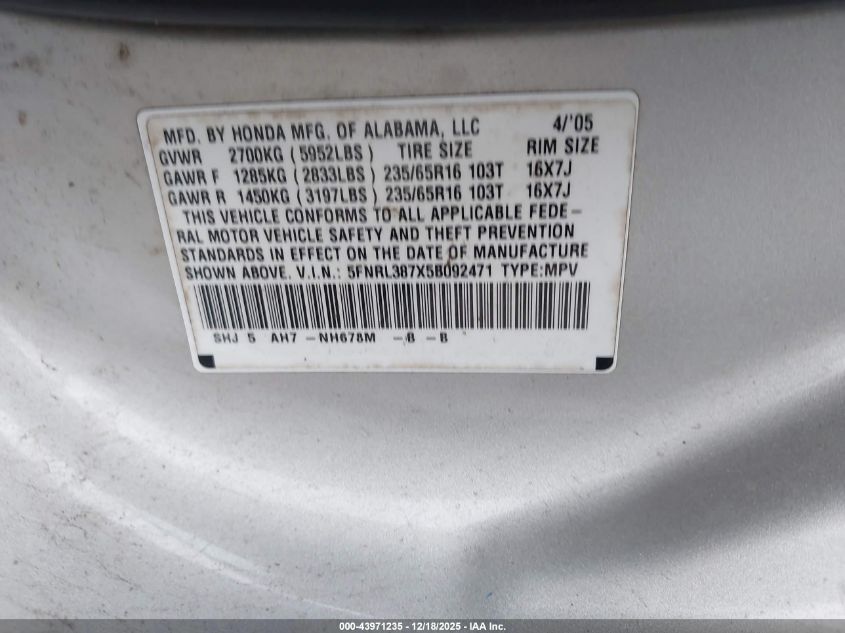 MFD. BY HONDA MFG. OF ALABAMA, LLC 4/'05
GVWR 2700KG (5952LBS) TIRE SIZE RIM SIZE
GAWR F 1285KG (2833LBS) 235/65R16 103T 16X7J
GAWR R 1450KG (3197LBS) 235/65R16 103T 16X7J
THIS VEHICLE CONFORMS TO ALL APPLICABLE FEDE-
RAL MOTOR VEHICLE SAFETY AND THEFT PREVENTION
STANDARDS IN EFFECT ON THE DATE OF MANUFACTURE
SHOWN ABOVE. V.I.N.: 5FNRL387X5B092471 TYPE:MPV
SHJ 5 AH7 -NH678M -B -B
000-43971235 - 12/18/2025 - IAA Inc.